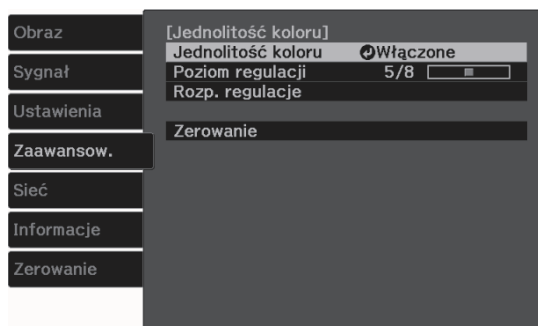 Obraz
Sygnał
Ustawienia
Zaawansow.
Sieć
Informacje
Zerowanie
[Jednolitość koloru]
Jednolitość koloru Włączone
Poziom regulacji 5/8
Rozp. regulacje
Zerowanie